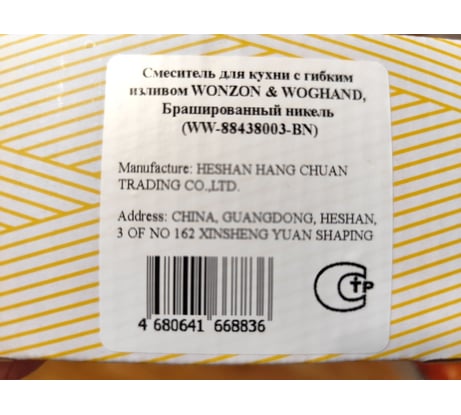 Смеситель для кухни с гибким
изливом WONZON & WOGHAND,
Брашированный никель
(WW-88438003-BN)
Manufacture: HESHAN HANG CHUAN
TRADING CO.,LTD.
Address: CHINA, GUANGDONG, HESHAN,
3 OF NO 162 XINSHENG YUAN SHAPING
4 680641 668836
СТР